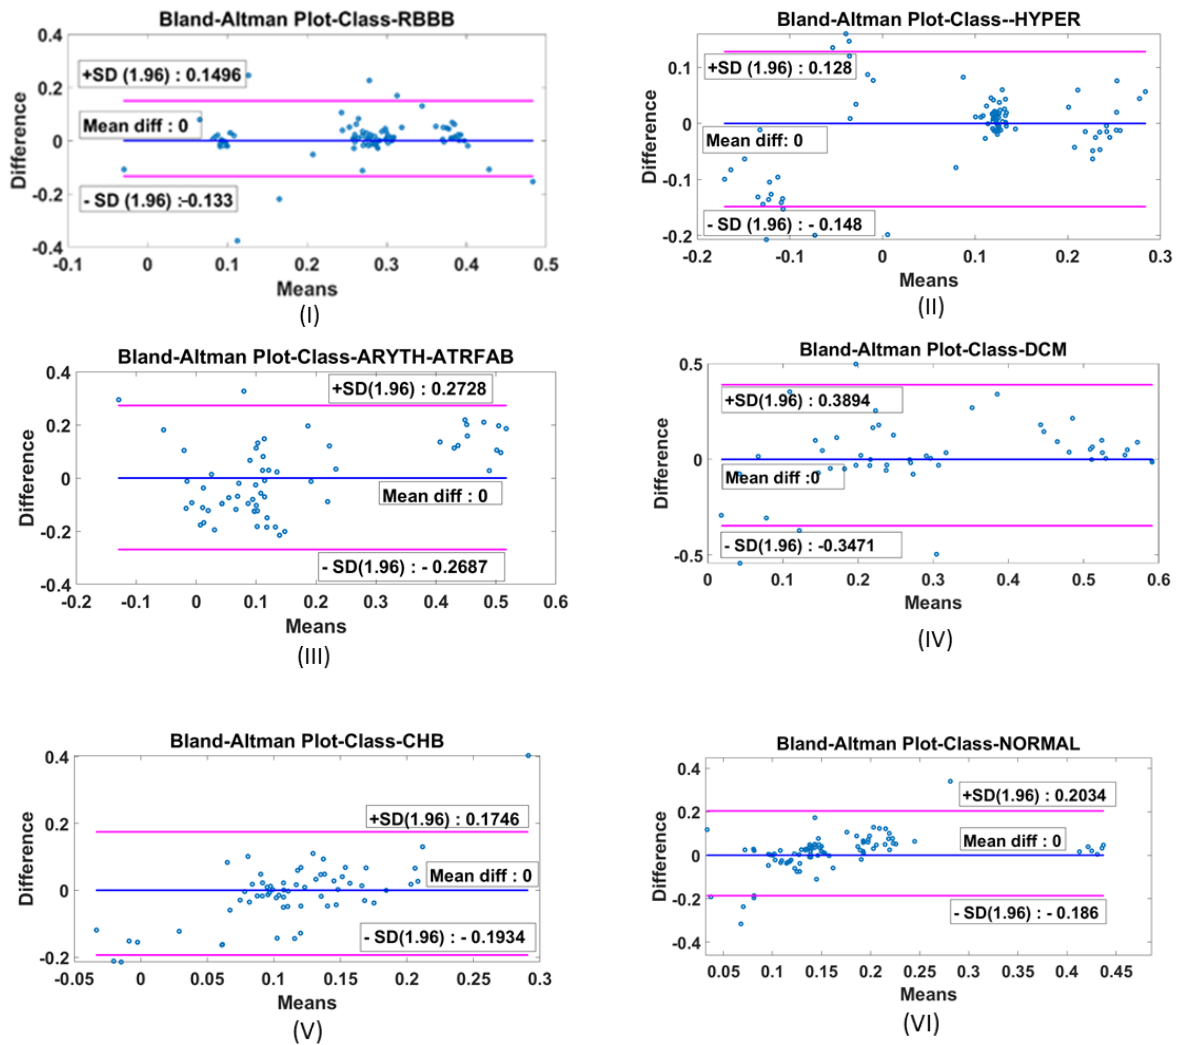 Bland-Altman Plot-Class-RBBB
0.4
0.2
0
-0.2
-0.4
Difference
+SD (1.96) : 0.1496
Mean diff : 0
- SD (1.96) :-0.133
-0.1 0 0.1 0.2 0.3 0.4 0.5
Means
(I)
Bland-Altman Plot-Class--HYPER
0.1
0
-0.1
-0.2
Difference
+SD (1.96) : 0.128
Mean diff: 0
- SD (1.96) : - 0.148
-0.2 -0.1 0 0.1 0.2 0.3
Means
(II)
Bland-Altman Plot-Class-ARYTH-ATRFAB
0.4
0.2
0
-0.2
-0.4
Difference
+SD(1.96) : 0.2728
Mean diff : 0
- SD(1.96) : - 0.2687
-0.2 -0.1 0 0.1 0.2 0.3 0.4 0.5 0.6
Means
(III)
Bland-Altman Plot-Class-DCM
0.5
0
-0.5
Difference
+SD(1.96) : 0.3894
Mean diff :0
- SD(1.96) : -0.3471
0 0.1 0.2 0.3 0.4 0.5 0.6
Means
(IV)
Bland-Altman Plot-Class-CHB
0.4
0.2
0
-0.2
Difference
+SD(1.96) : 0.1746
Mean diff : 0
- SD(1.96) : - 0.1934
-0.05 0 0.05 0.1 0.15 0.2 0.25 0.3
Means
(V)
Bland-Altman Plot-Class-NORMAL
0.4
0.2
0
-0.2
-0.4
Difference
+SD(1.96) : 0.2034
Mean diff : 0
- SD(1.96) : - 0.186
0.05 0.1 0.15 0.2 0.25 0.3 0.35 0.4 0.45
Means
(VI)